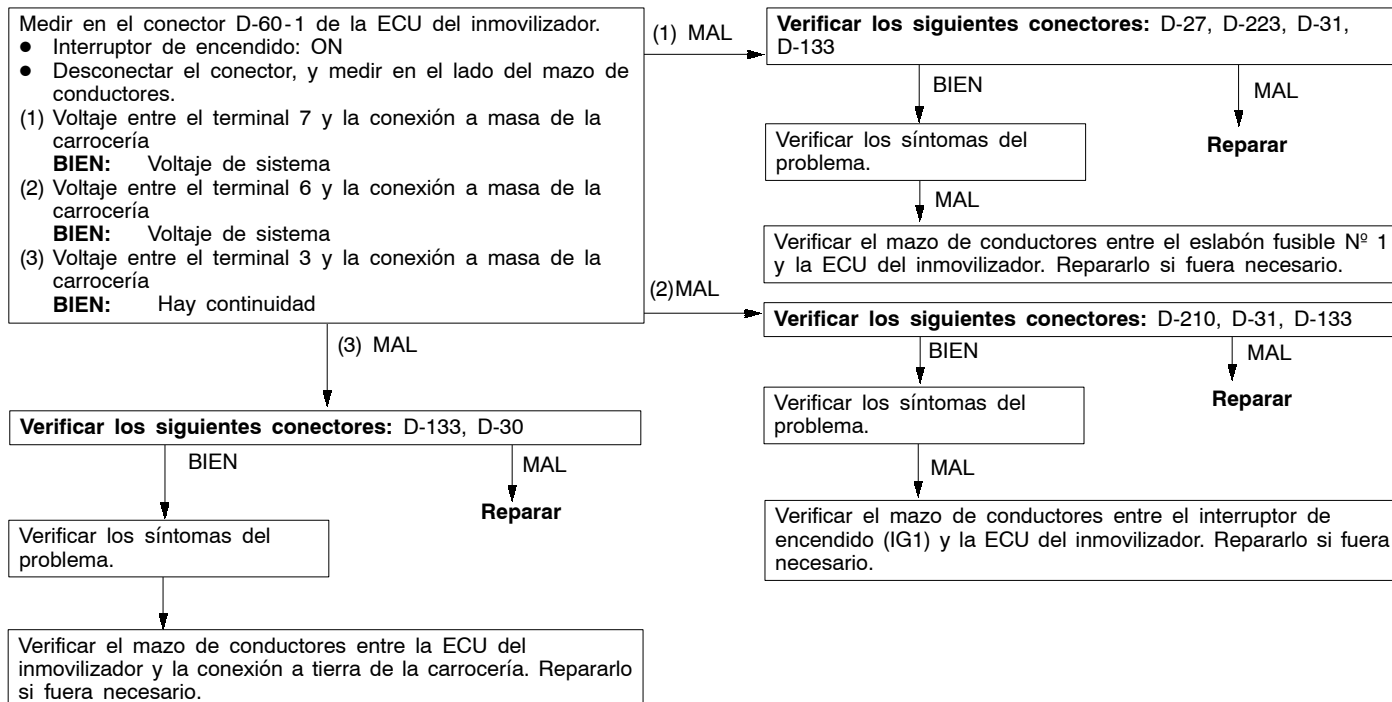 Medir en el conector D-60-1 de la ECU del inmovilizador.
● Interruptor de encendido: ON
● Desconectar el conector, y medir en el lado del mazo de
conductores.
(1) Voltaje entre el terminal 7 y la conexión a masa de la
carrocería
BIEN: Voltaje de sistema
(2) Voltaje entre el terminal 6 y la conexión a masa de la
carrocería
BIEN: Voltaje de sistema
(3) Voltaje entre el terminal 3 y la conexión a masa de la
carrocería
BIEN: Hay continuidad
(1) MAL
Verificar los siguientes conectores: D-27, D-223, D-31,
D-133
BIEN
MAL
Verificar los síntomas del
problema.
Reparar
MAL
Verificar el mazo de conductores entre el eslabón fusible Nº 1
y la ECU del inmovilizador. Repararlo si fuera necesario.
(2)MAL
Verificar los siguientes conectores: D-210, D-31, D-133
BIEN
MAL
Verificar los síntomas del
problema.
Reparar
MAL
Verificar el mazo de conductores entre el interruptor de
encendido (IG1) y la ECU del inmovilizador. Repararlo si fuera
necesario.
(3) MAL
Verificar los siguientes conectores: D-133, D-30
BIEN
MAL
Reparar
Verificar los síntomas del
problema.
Verificar el mazo de conductores entre la ECU del
inmovilizador y la conexión a tierra de la carrocería. Repararlo
si fuera necesario.